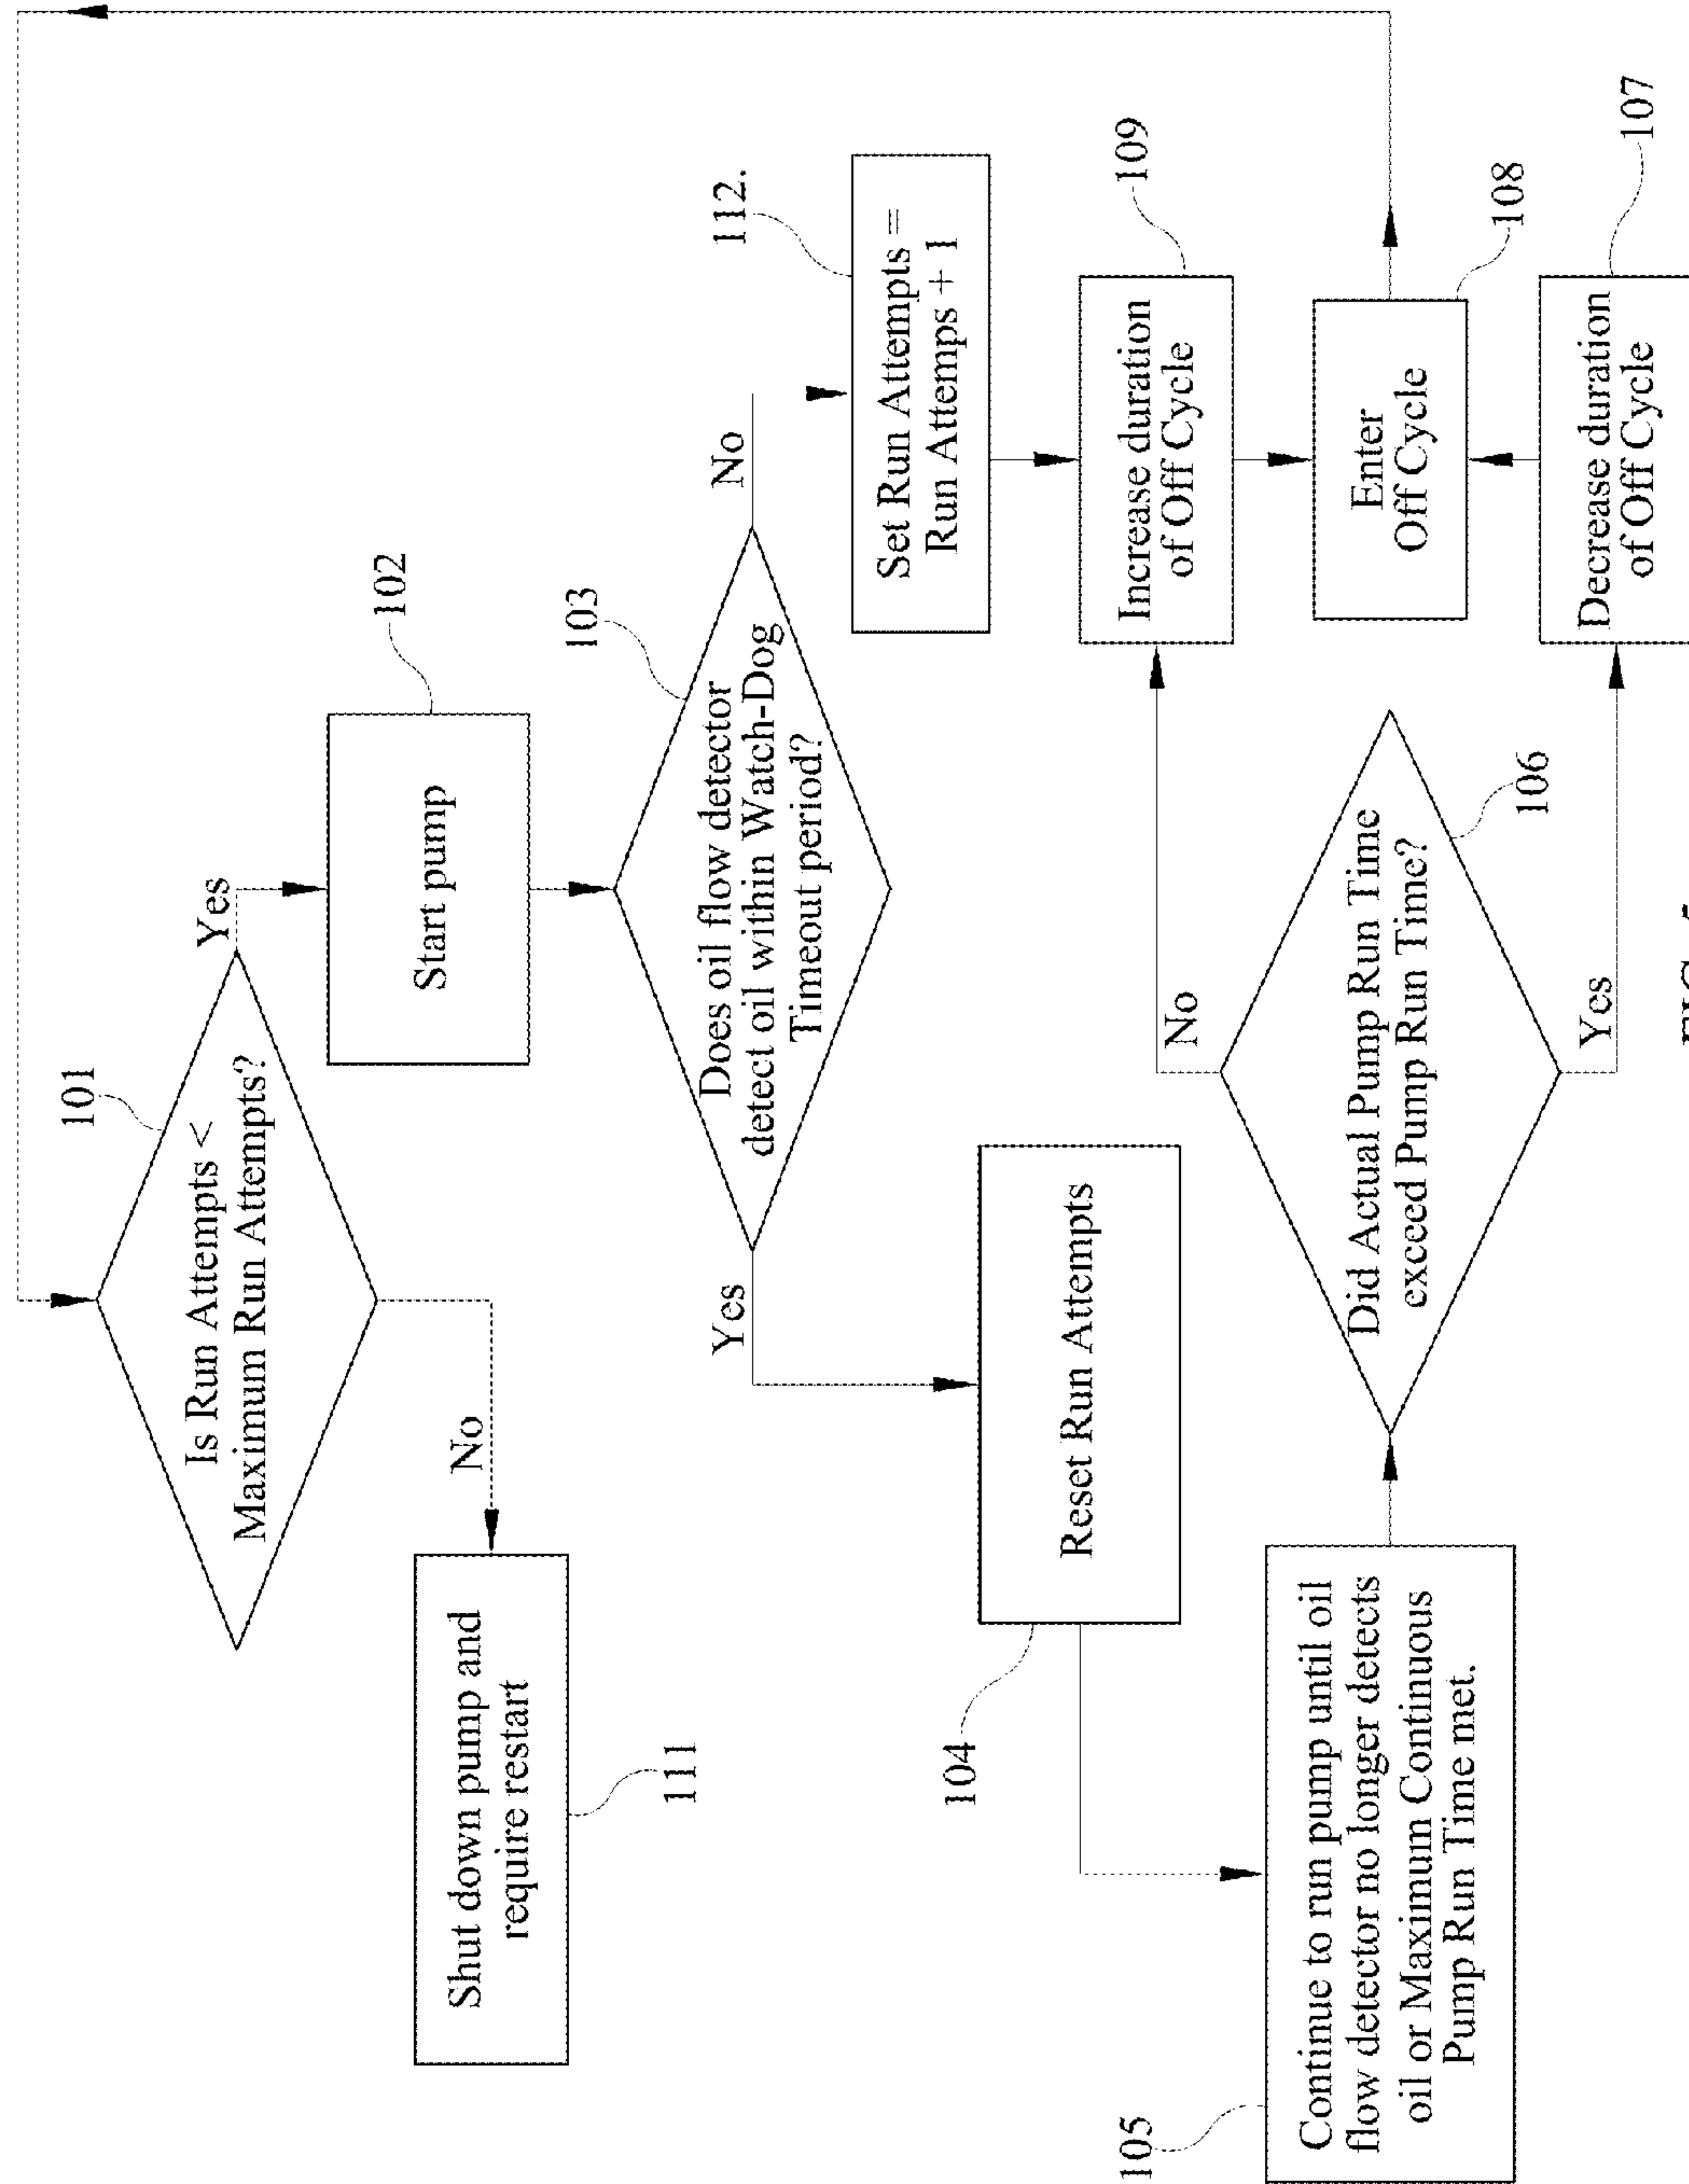 101
Is Run Attempts <
Maximum Run Attempts?
Yes
No
Shut down pump and
require restart
111
102
Start pump
103
Does oil flow detector
detect oil within Watch-Dog
Timeout period?
Yes
No
112.
Set Run Attempts =
Run Attemps + 1
104
Reset Run Attempts
109
Increase duration
of Off Cycle
105
Continue to run pump until oil
flow detector no longer detects
oil or Maximum Continuous
Pump Run Time met.
106
Did Actual Pump Run Time
exceed Pump Run Time?
No
Yes
Enter
Off Cycle
108
Decrease duration
of Off Cycle
107